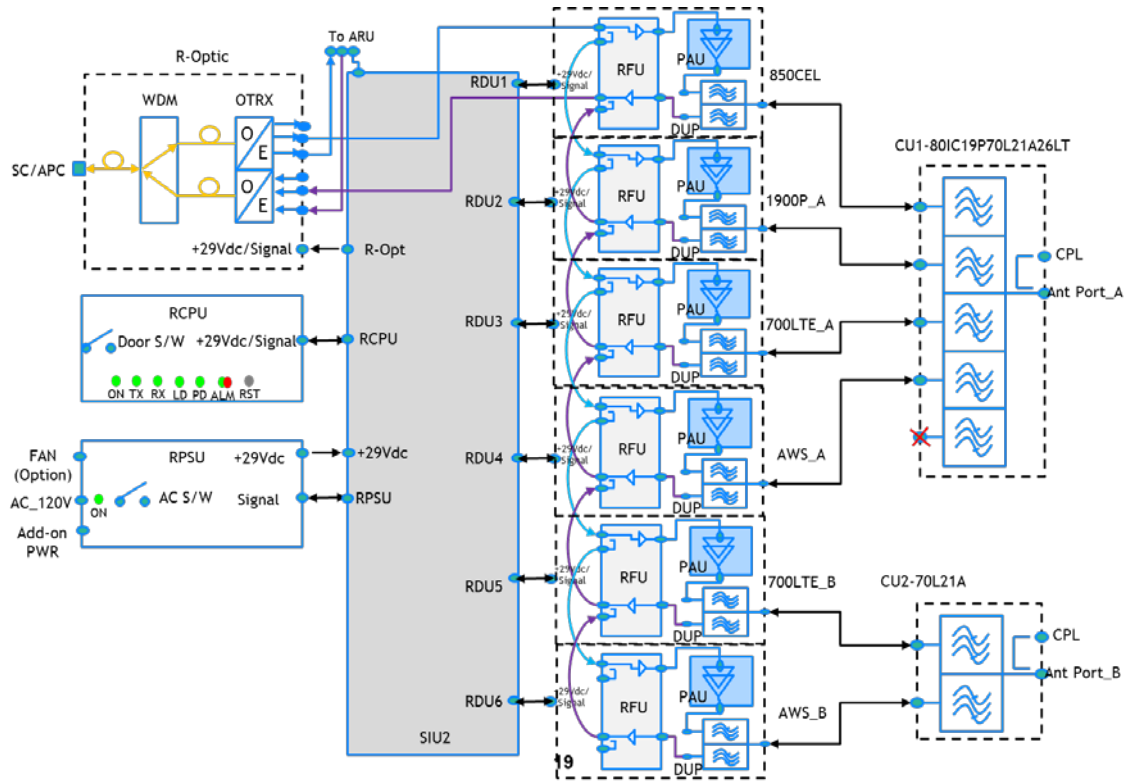 To ARU
R-Optic
WDM
OTRX
O
E
O
E
SC/APC
+29Vdc/Signal
R-Opt
RCPU
Door S/W
+29Vdc/Signal
RCPU
ON TX RX LD PD ALM RST
FAN
(Option)
RPSU
+29Vdc
+29Vdc
AC_120V
ON
AC S/W
Signal
RPSU
Add-on
PWR
SIU2
RDU1
RDU2
RDU3
RDU4
RDU5
RDU6
+29Vdc/
Signal
RFU
PAU
DUP
850CEL
+29Vdc/
Signal
RFU
PAU
DUP
1900P_A
+29Vdc/
Signal
RFU
PAU
DUP
700LTE_A
+29Vdc/
Signal
RFU
PAU
DUP
AWS_A
+29Vdc/
Signal
RFU
PAU
DUP
700LTE_B
+29Vdc/
Signal
RFU
PAU
DUP
AWS_B
19
CU1-80IC19P70L21A26LT
CPL
Ant Port_A
CU2-70L21A
CPL
Ant Port_B